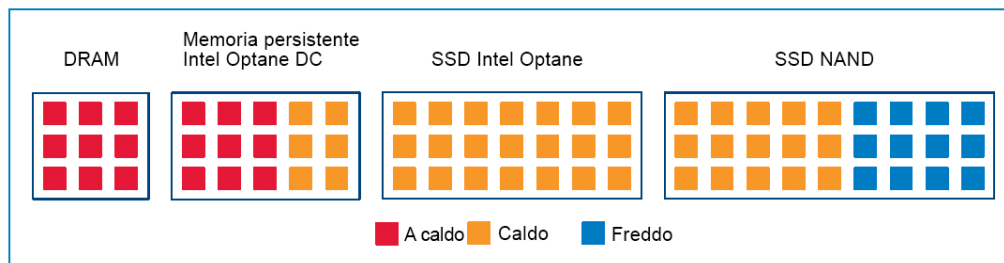 DRAM
Memoria persistente
Intel Optane DC
SSD Intel Optane
SSD NAND
A caldo
Caldo
Freddo